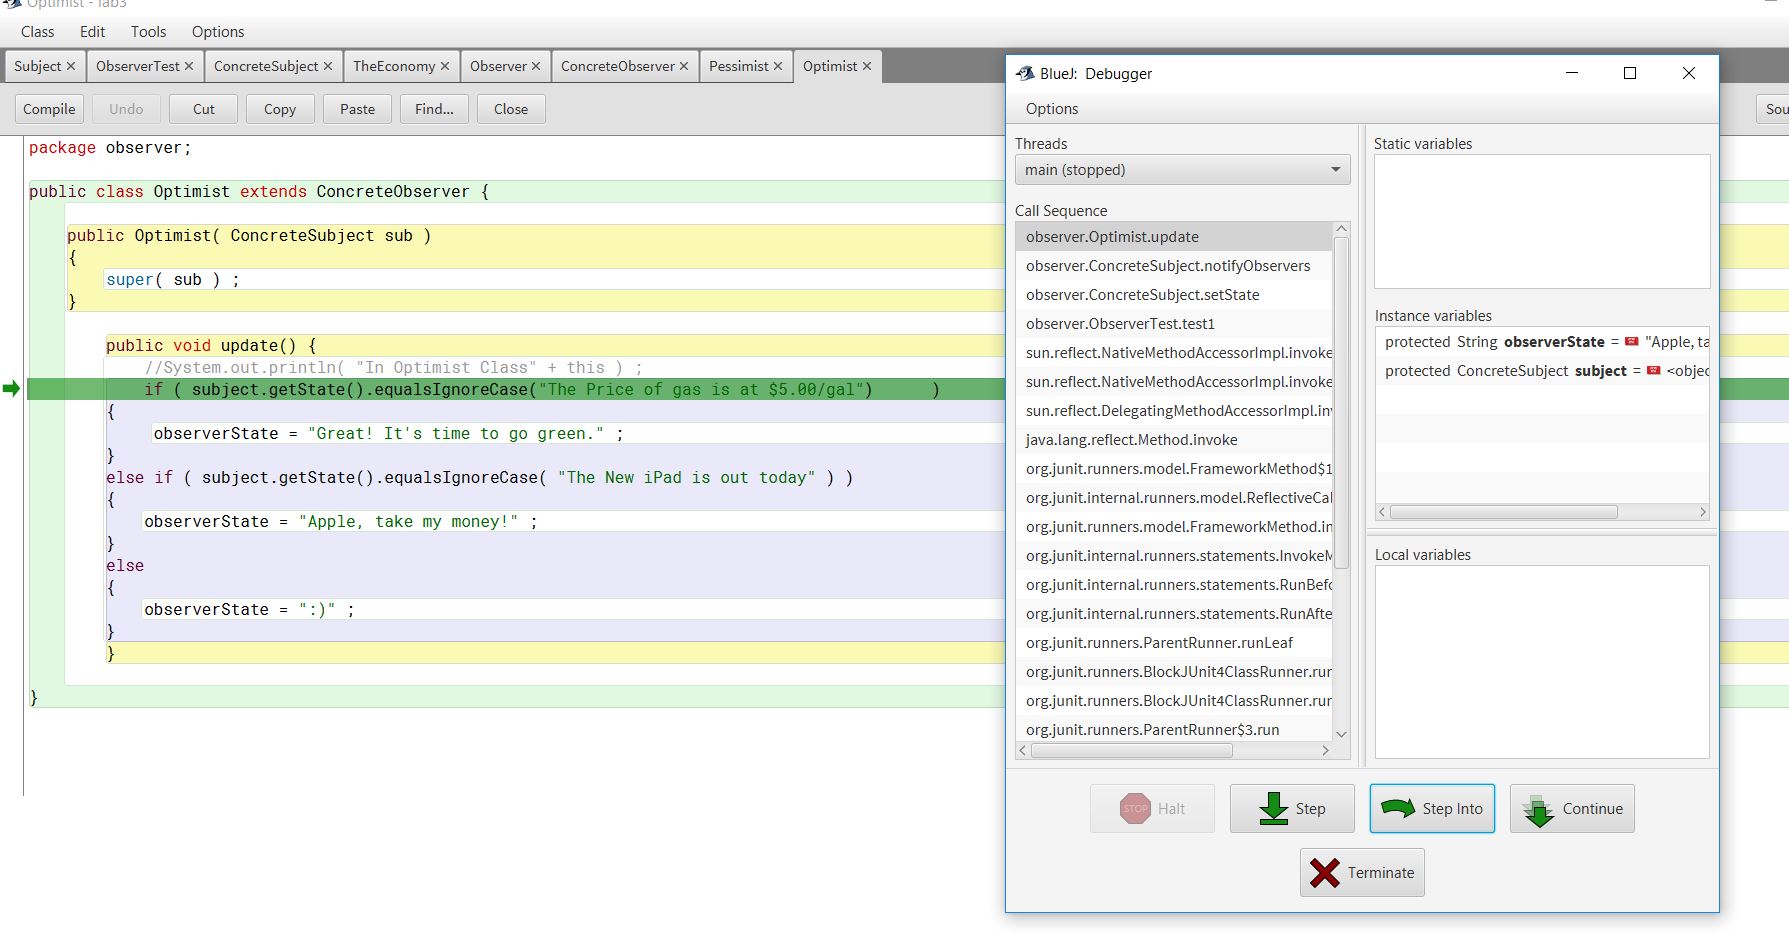 Optimist - lab3
Class Edit Tools Options
Subject ✕ ObserverTest ✕ ConcreteSubject ✕ TheEconomy ✕ Observer ✕ ConcreteObserver ✕ Pessimist ✕ Optimist ✕
Compile Undo Cut Copy Paste Find... Close Sou
package observer;
public class Optimist extends ConcreteObserver {
public Optimist( ConcreteSubject sub )
{
super( sub ) ;
}
public void update() {
//System.out.println( "In Optimist Class" + this ) ;
if ( subject.getState().equalsIgnoreCase("The Price of gas is at $5.00/gal")      )
{
observerState = "Great! It's time to go green." ;
}
else if ( subject.getState().equalsIgnoreCase( "The New iPad is out today" ) )
{
observerState = "Apple, take my money!" ;
}
else
{
observerState = ":)" ;
}
}
}
BlueJ: Debugger
Options
Threads
main (stopped)
Call Sequence
observer.Optimist.update
observer.ConcreteSubject.notifyObservers
observer.ConcreteSubject.setState
observer.ObserverTest.test1
sun.reflect.NativeMethodAccessorImpl.invoke
sun.reflect.NativeMethodAccessorImpl.invoke
sun.reflect.DelegatingMethodAccessorImpl.inv
java.lang.reflect.Method.invoke
org.junit.runners.model.FrameworkMethod$1
org.junit.internal.runners.model.ReflectiveCal
org.junit.runners.model.FrameworkMethod.in
org.junit.internal.runners.statements.InvokeM
org.junit.internal.runners.statements.RunBefo
org.junit.internal.runners.statements.RunAfte
org.junit.runners.ParentRunner.runLeaf
org.junit.runners.BlockJUnit4ClassRunner.run
org.junit.runners.BlockJUnit4ClassRunner.run
org.junit.runners.ParentRunner$3.run
Static variables
Instance variables
protected String observerState = "Apple, ta
protected ConcreteSubject subject = <objec
Local variables
STOP Halt Step Step Into Continue
Terminate